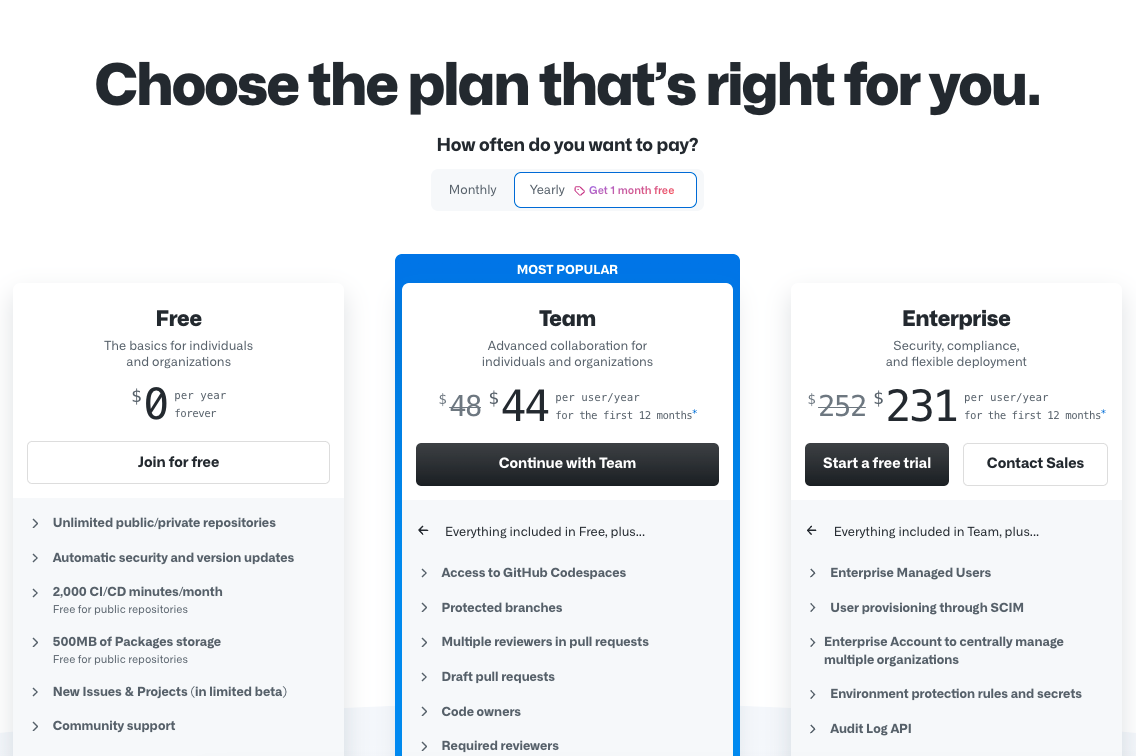 Choose the plan that’s right for you.
How often do you want to pay?
Monthly
Yearly Get 1 month free
Free
The basics for individuals
and organizations
$0 per year
forever
Join for free
Unlimited public/private repositories
Automatic security and version updates
2,000 CI/CD minutes/month
Free for public repositories
500MB of Packages storage
Free for public repositories
New Issues & Projects (in limited beta)
Community support
MOST POPULAR
Team
Advanced collaboration for
individuals and organizations
$48 $44 per user/year
for the first 12 months*
Continue with Team
Everything included in Free, plus...
Access to GitHub Codespaces
Protected branches
Multiple reviewers in pull requests
Draft pull requests
Code owners
Required reviewers
Enterprise
Security, compliance,
and flexible deployment
$252 $231 per user/year
for the first 12 months*
Start a free trial
Contact Sales
Everything included in Team, plus...
Enterprise Managed Users
User provisioning through SCIM
Enterprise Account to centrally manage
multiple organizations
Environment protection rules and secrets
Audit Log API